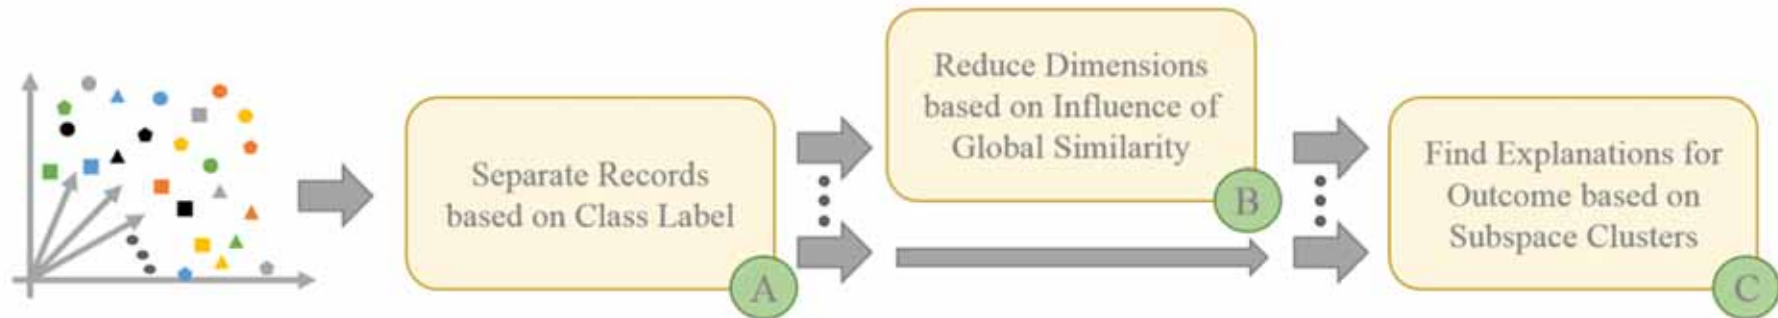 Separate Records
based on Class Label
A
Reduce Dimensions
based on Influence of
Global Similarity
B
Find Explanations for
Outcome based on
Subspace Clusters
C